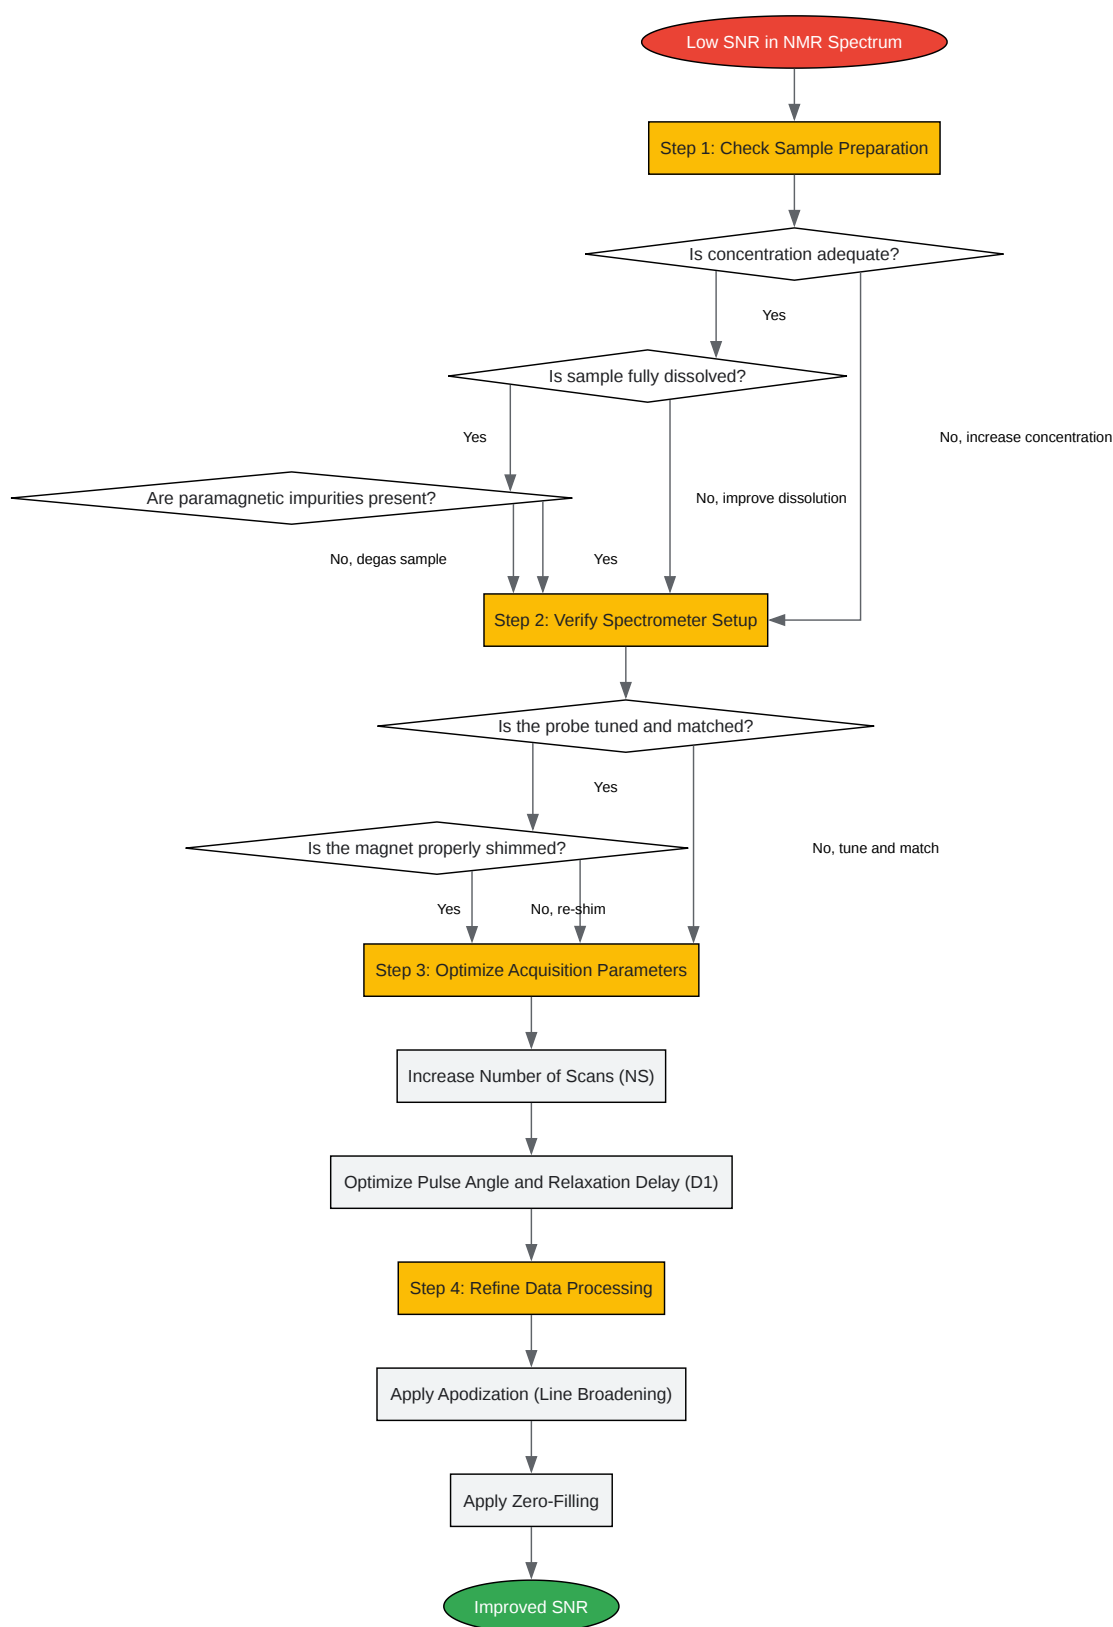 Low SNR in NMR Spectrum
Step 1: Check Sample Preparation
Is concentration adequate?
Yes
Is sample fully dissolved?
Yes
No, increase concentration
Are paramagnetic impurities present?
No, improve dissolution
No, degas sample
Yes
Step 2: Verify Spectrometer Setup
Is the probe tuned and matched?
Yes
Is the magnet properly shimmed?
No, tune and match
Yes
No, re-shim
Step 3: Optimize Acquisition Parameters
Increase Number of Scans (NS)
Optimize Pulse Angle and Relaxation Delay (D1)
Step 4: Refine Data Processing
Apply Apodization (Line Broadening)
Apply Zero-Filling
Improved SNR